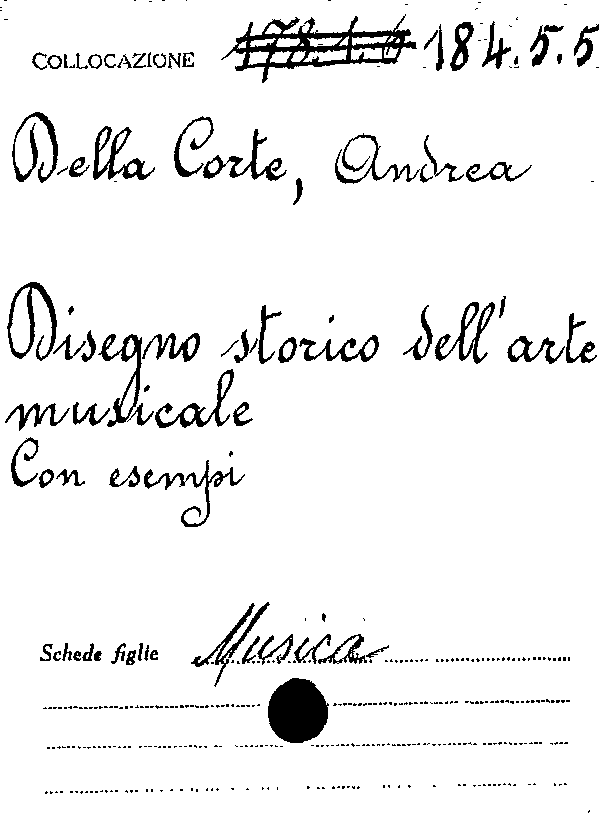 COLLOCAZIONE 178.1.6 184.5.5
Della Corte, Andrea
Disegno storico dell'arte
musicale
Con esempi
Schede figlie Musica